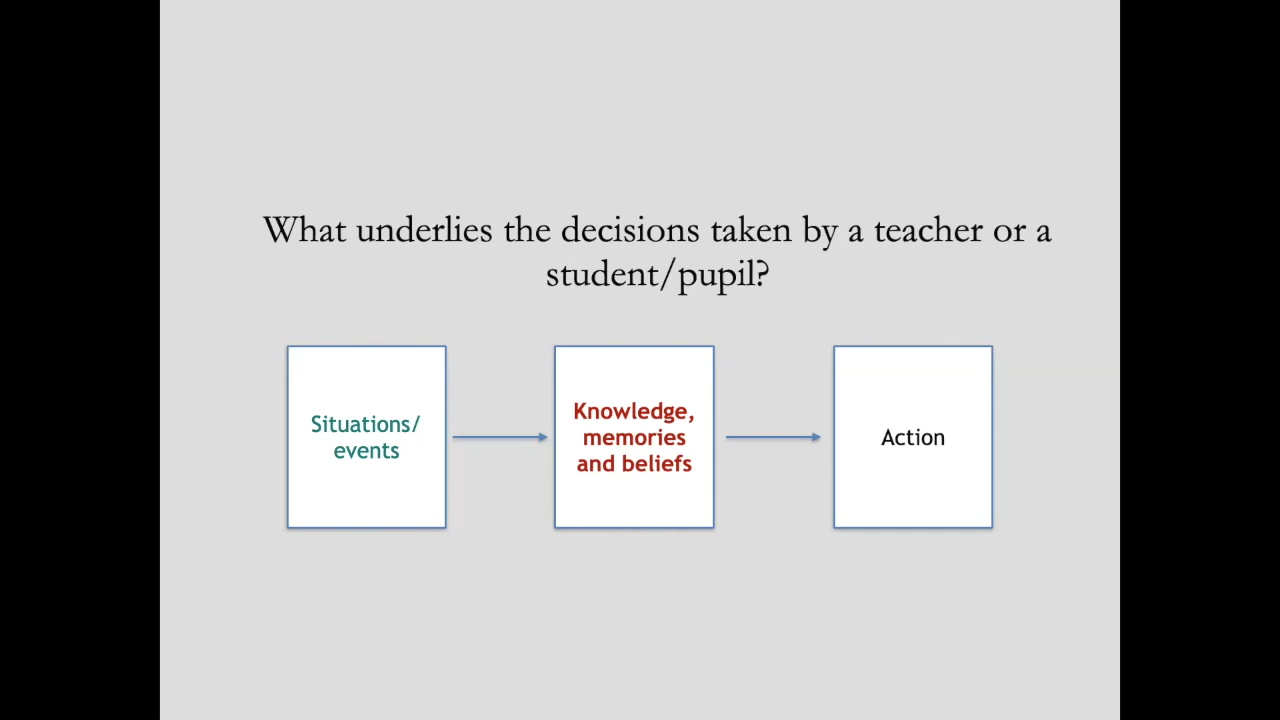 What underlies the decisions taken by a teacher or a
student/pupil?
Situations/
events
Knowledge,
memories
and beliefs
Action